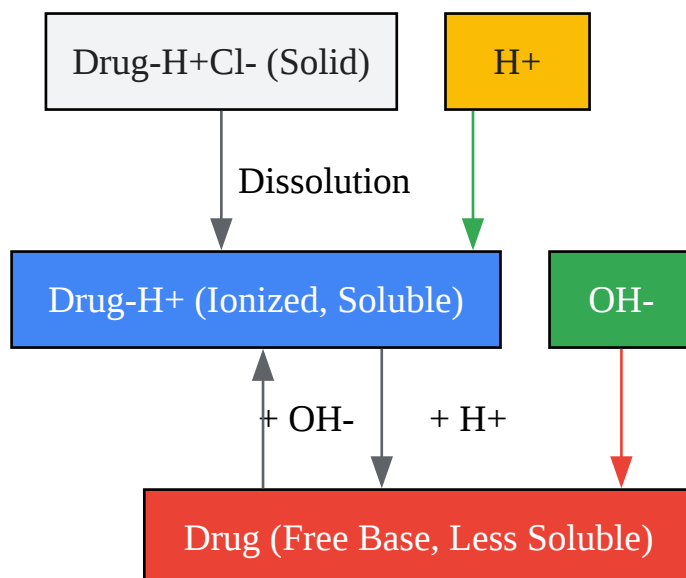 Drug-H+Cl- (Solid)
H+
Dissolution
Drug-H+ (Ionized, Soluble)
OH-
+ OH-
+ H+
Drug (Free Base, Less Soluble)